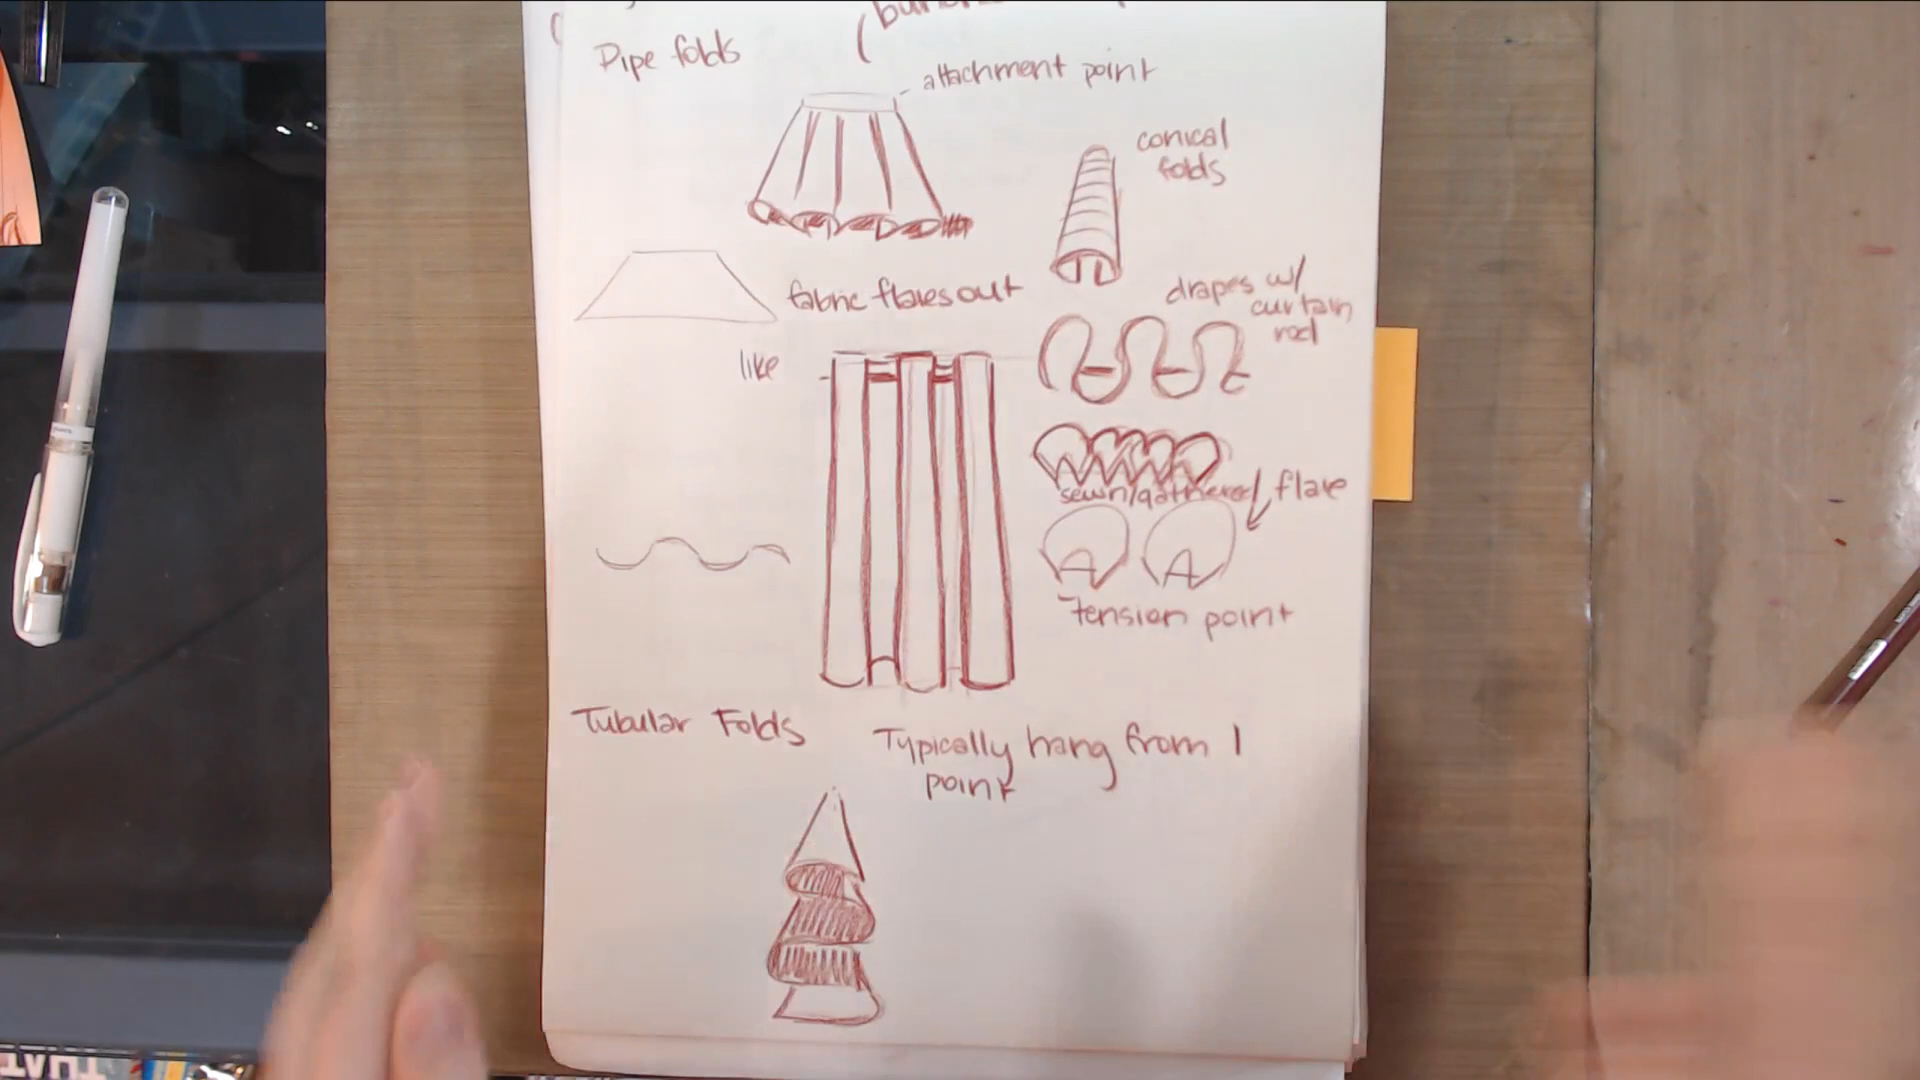 Pipe folds
attachment point
conical
folds
fabric flares out
drapes w/
curtain
rod
like
sewn/gathered
flare
tension point
Tubular Folds
Typically hang from 1
point